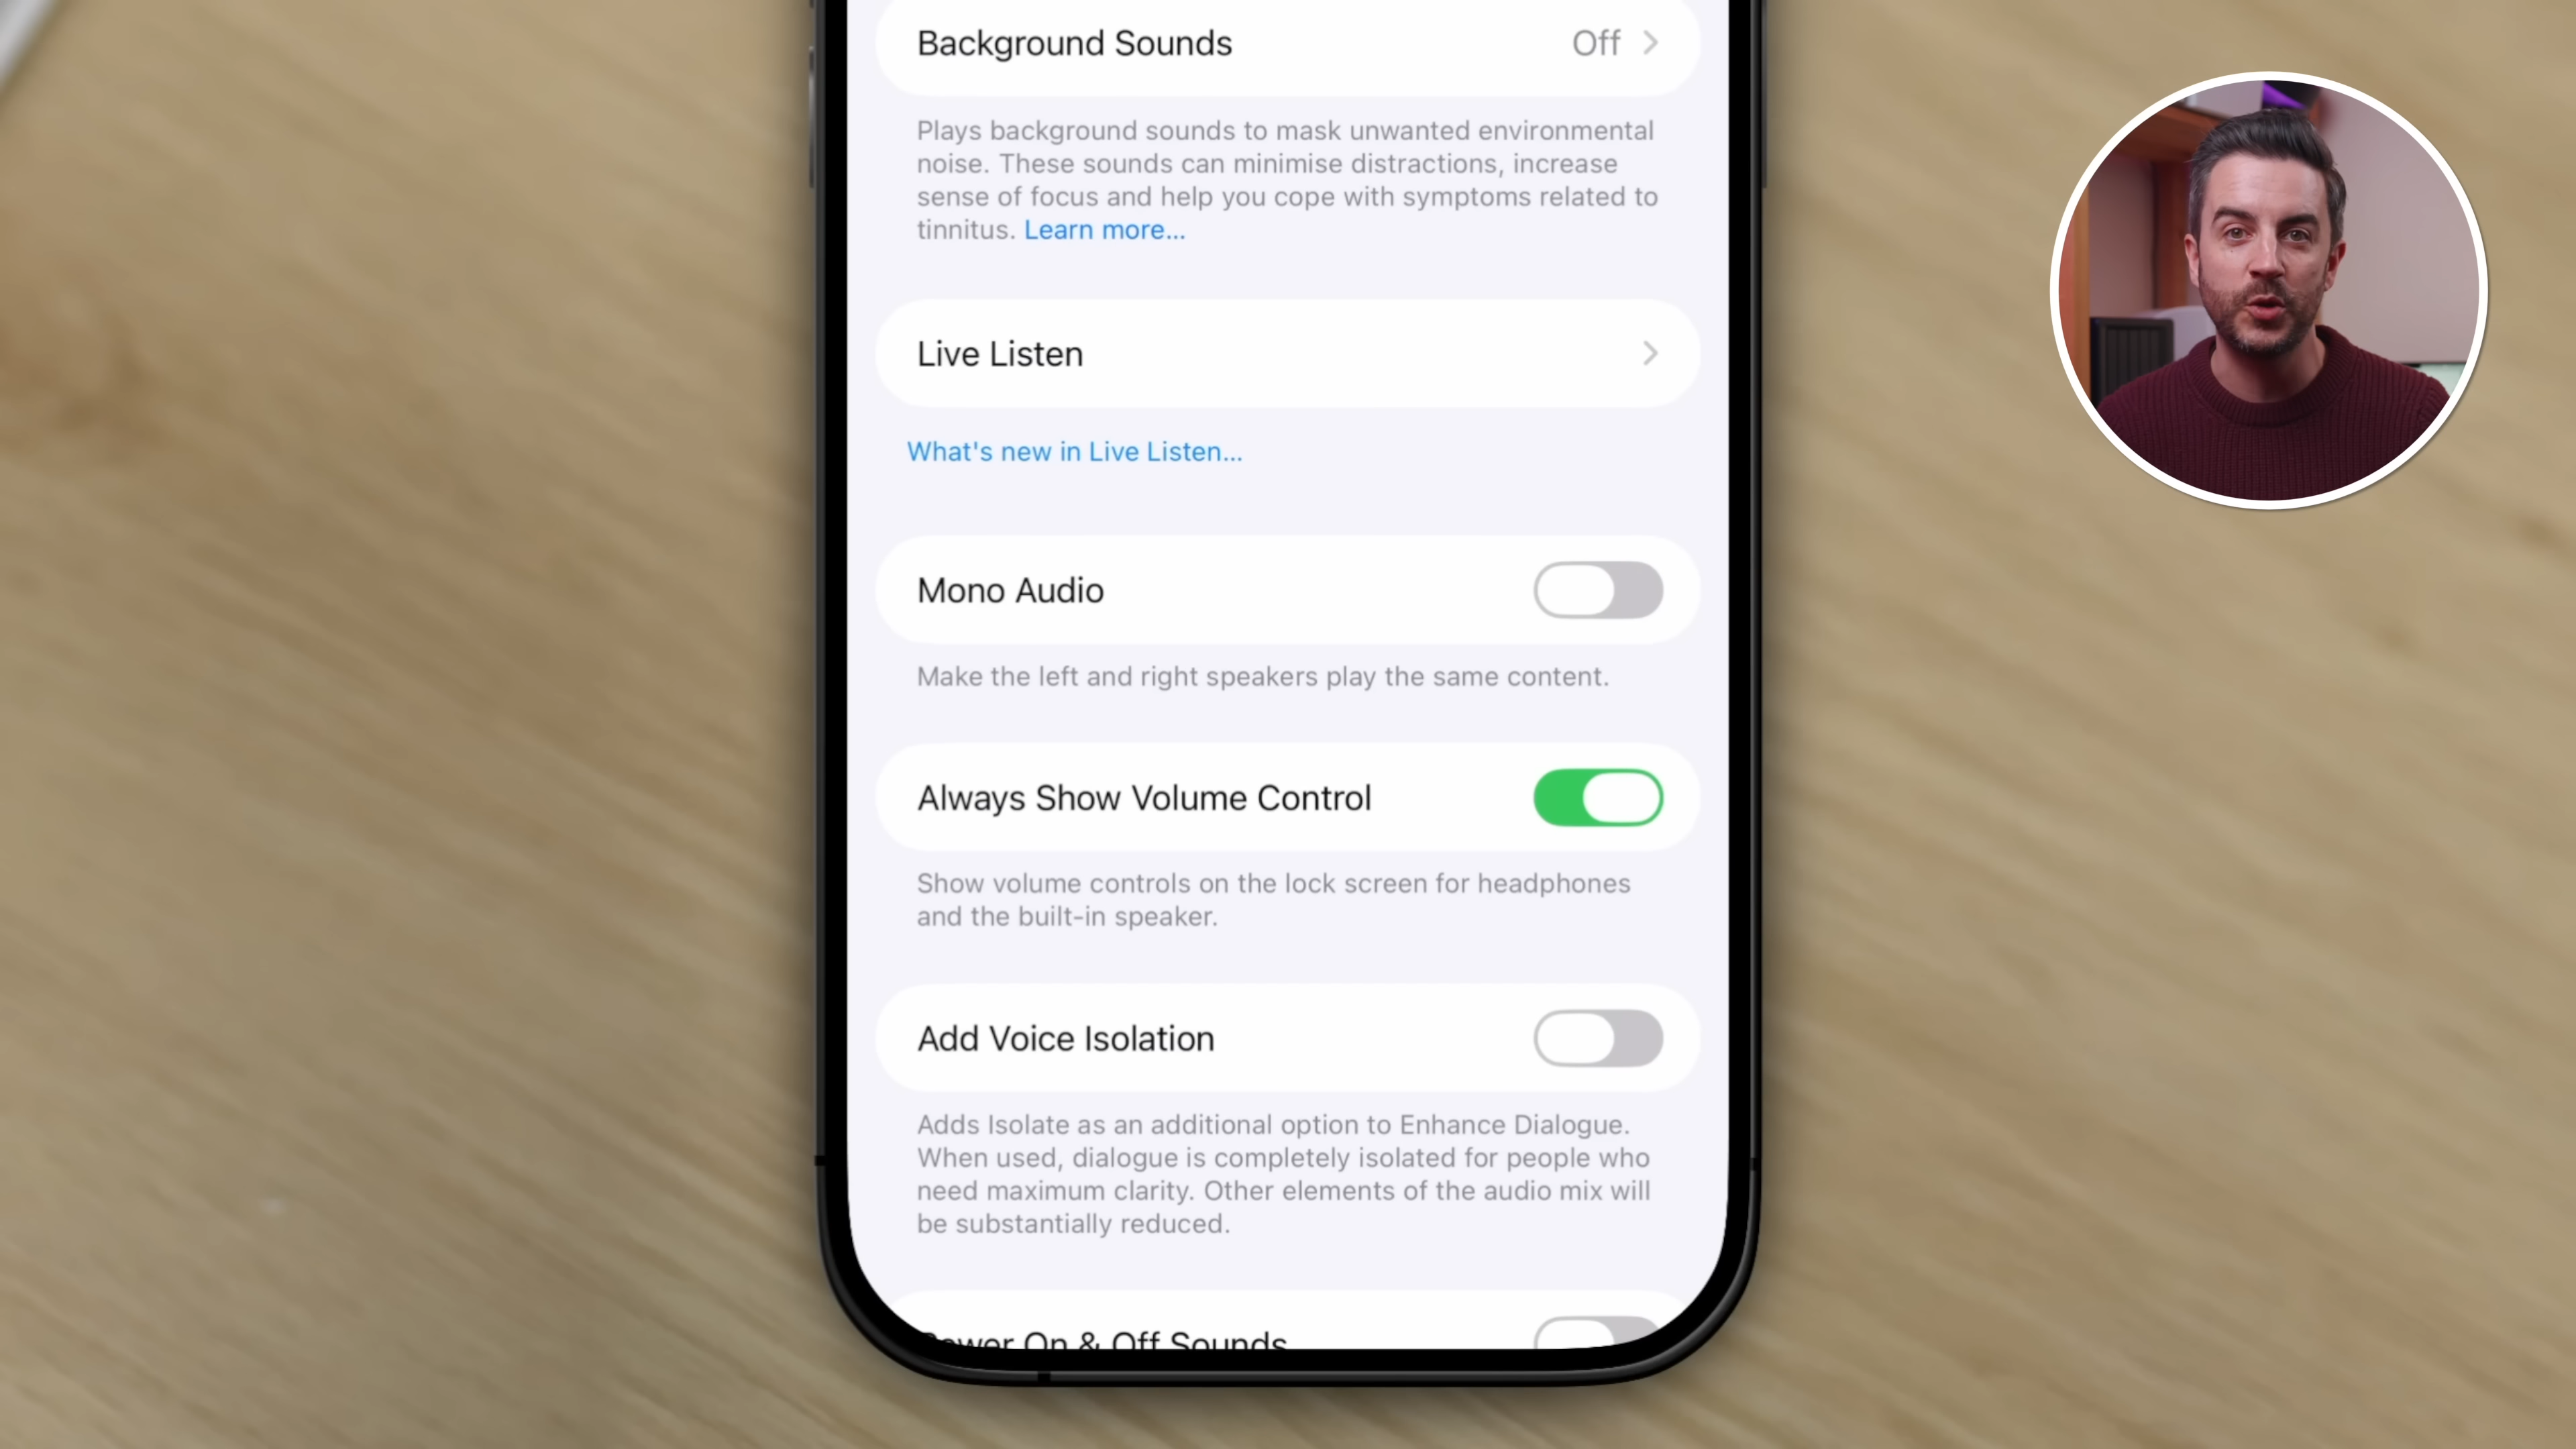 Background Sounds
Off
Plays background sounds to mask unwanted environmental
noise. These sounds can minimise distractions, increase
sense of focus and help you cope with symptoms related to
tinnitus. Learn more...
Live Listen
What's new in Live Listen...
Mono Audio
Make the left and right speakers play the same content.
Always Show Volume Control
Show volume controls on the lock screen for headphones
and the built-in speaker.
Add Voice Isolation
Adds Isolate as an additional option to Enhance Dialogue.
When used, dialogue is completely isolated for people who
need maximum clarity. Other elements of the audio mix will
be substantially reduced.
Power On & Off Sounds